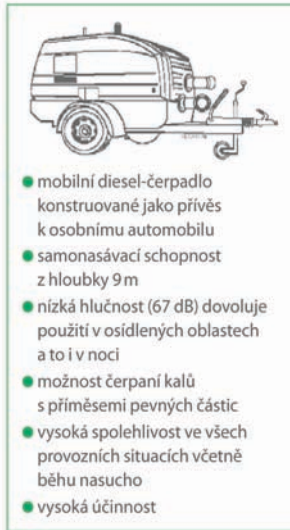 ● mobilní diesel-čerpadlo
konstruované jako přívěs
k osobnímu automobilu
● samonasávací schopnost
z hloubky 9 m
● nízká hlučnost (67 dB) dovoluje
použití v osídlených oblastech
a to i v noci
● možnost čerpaní kalů
s příměsemi pevných částic
● vysoká spolehlivost ve všech
provozních situacích včetně
běhu nasucho
● vysoká účinnost